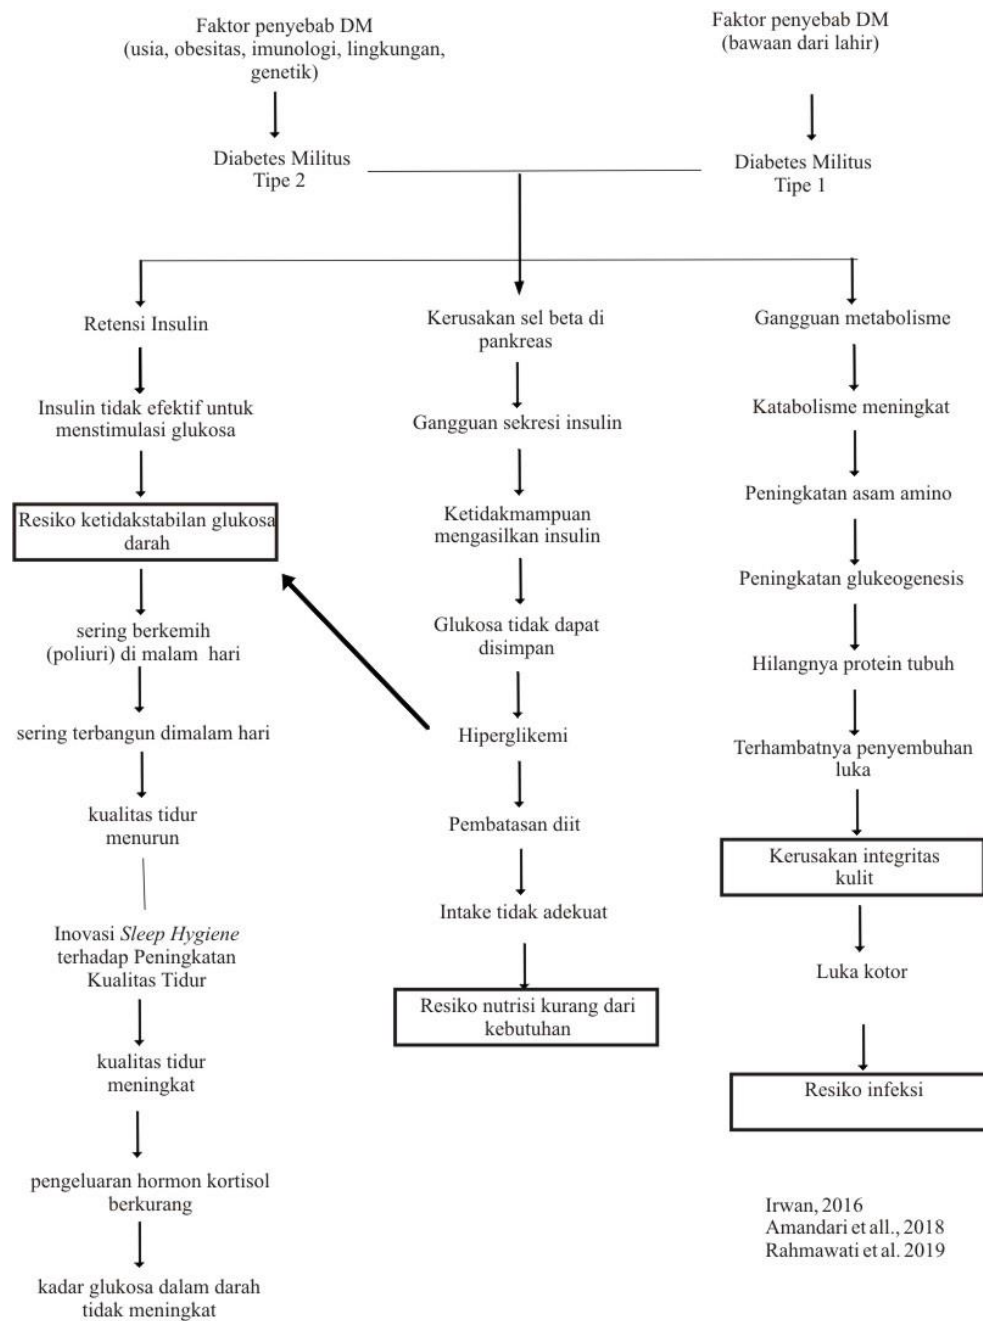 Faktor penyebab DM
(usia, obesitas, imunologi, lingkungan,
genetik)
Faktor penyebab DM
(bawaan dari lahir)
Diabetes Militus
Tipe 2
Diabetes Militus
Tipe 1
Retensi Insulin
Insulin tidak efektif untuk
menstimulasi glukosa
Resiko ketidakstabilan glukosa
darah
sering berkemih
(poliuri) di malam hari
sering terbangun dimalam hari
kualitas tidur
menurun
Inovasi Sleep Hygiene
terhadap Peningkatan
Kualitas Tidur
kualitas tidur
meningkat
pengeluaran hormon kortisol
berkurang
kadar glukosa dalam darah
tidak meningkat
Kerusakan sel beta di
pankreas
Gangguan sekresi insulin
Ketidakmampuan
mengasilkan insulin
Glukosa tidak dapat
disimpan
Hiperglikemi
Pembatasan diit
Intake tidak adekuat
Resiko nutrisi kurang dari
kebutuhan
Gangguan metabolisme
Katabolisme meningkat
Peningkatan asam amino
Peningkatan glukeogenesis
Hilangnya protein tubuh
Terhambatnya penyembuhan
luka
Kerusakan integritas
kulit
Luka kotor
Resiko infeksi
Irwan, 2016
Amandari et all., 2018
Rahmawati et al. 2019